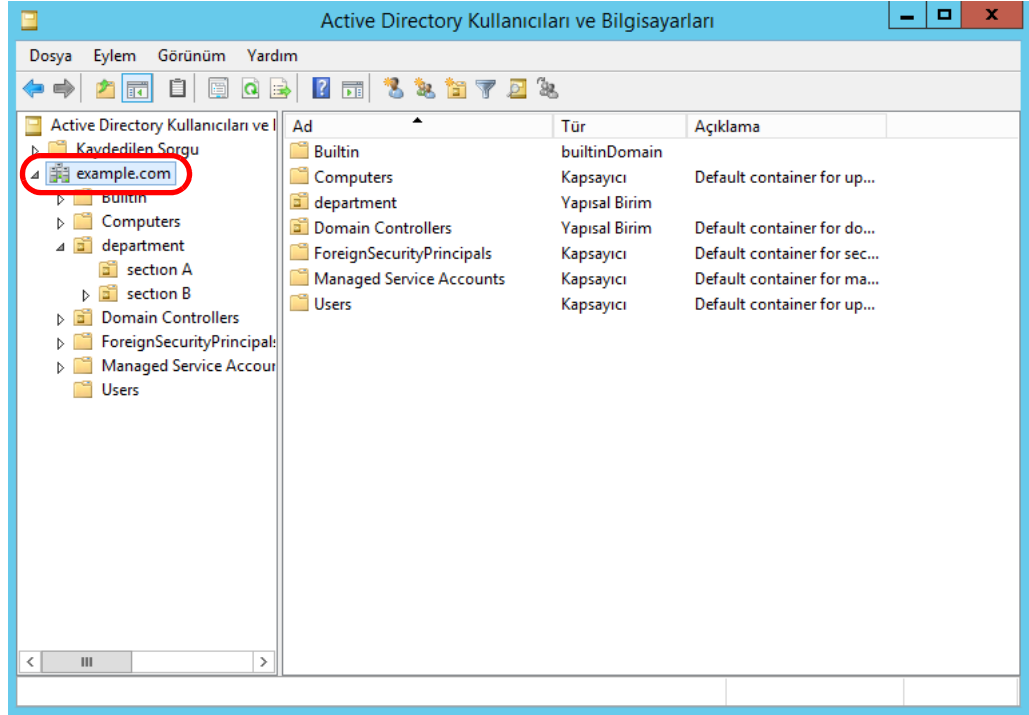 Active Directory Kullanıcıları ve Bilgisayarları
Dosya Eylem Görünüm Yardım
Active Directory Kullanıcıları ve
Kaydedilen Sorgu
example.com
Builtin
Computers
department
sectıon A
sectıon B
Domain Controllers
ForeignSecurityPrincipal
Managed Service Accour
Users
Ad Tür Açıklama
Builtin builtinDomain
Computers Kapsayıcı Default container for up...
department Yapısal Birim
Domain Controllers Yapısal Birim Default container for do...
ForeignSecurityPrincipals Kapsayıcı Default container for sec...
Managed Service Accounts Kapsayıcı Default container for ma...
Users Kapsayıcı Default container for up...